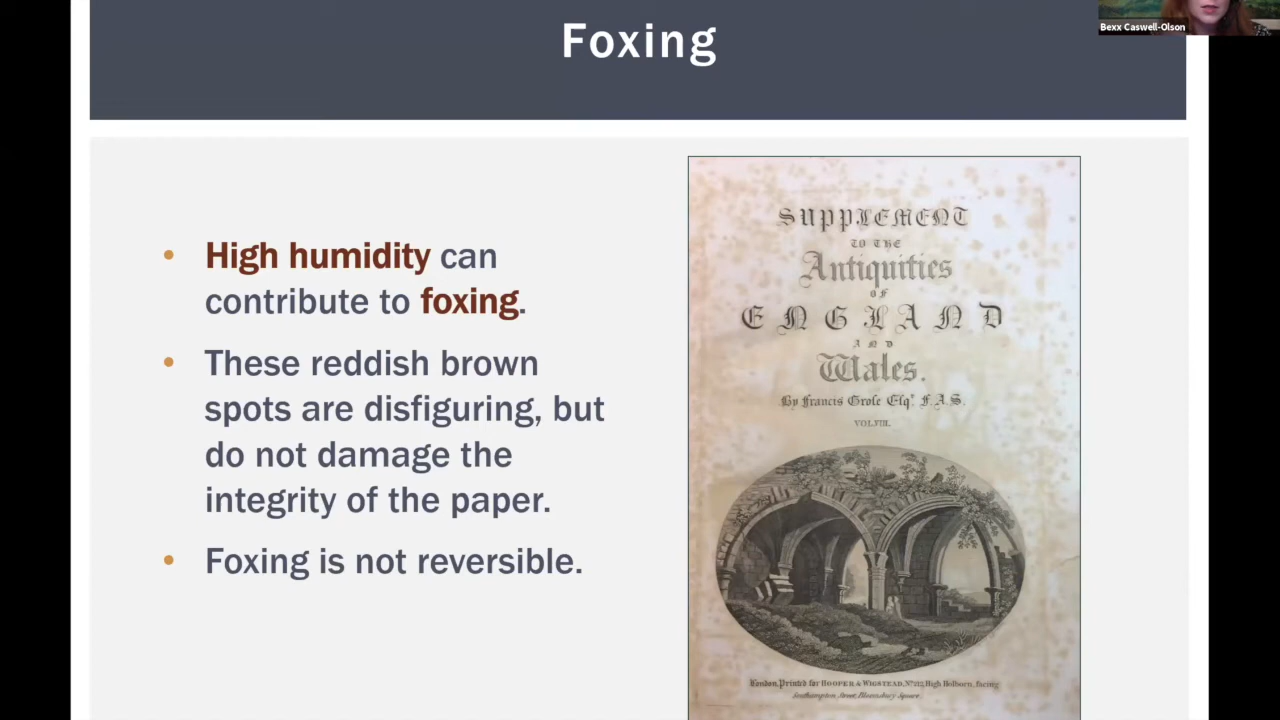 Foxing
Bexx Caswell-Olson
• High humidity can
contribute to foxing.
• These reddish brown
spots are disfiguring, but
do not damage the
integrity of the paper.
• Foxing is not reversible.
SUPPLEMENT
TO THE
Antiquities
OF
ENGLAND
AND
Wales.
By Francis Grose Esqr. F.A.S.
VOL.VIII.
London, Printed for HOOPER & WIGSTEAD, No. 212, High Holborn, facing
Southampton Street, Bloomsbury Square.